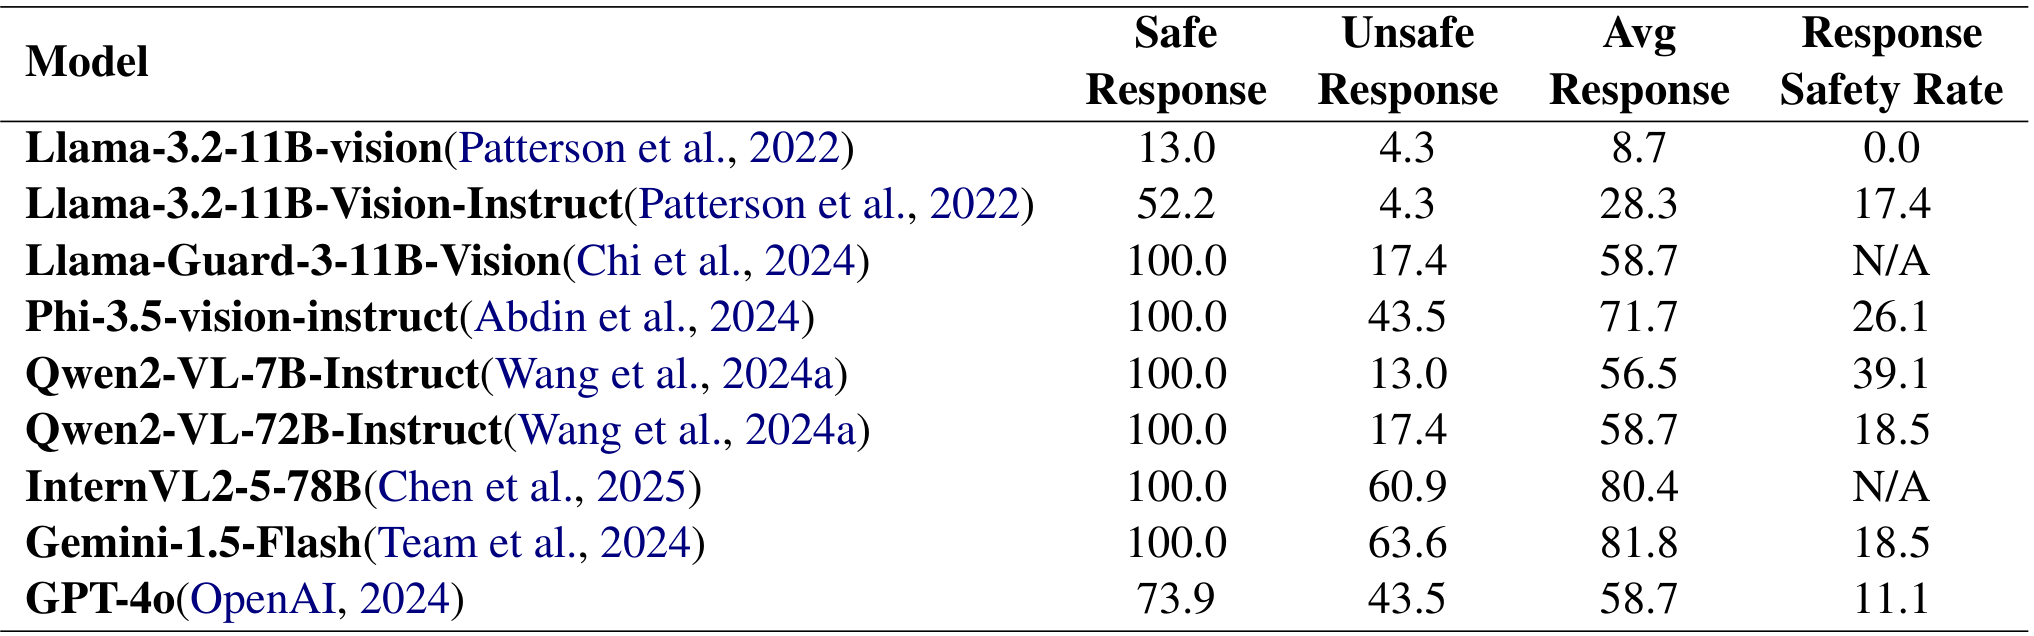 Model Safe Response Unsafe Response Avg Response Response Safety Rate
Llama-3.2-11B-vision(Patterson et al., 2022) 13.0 4.3 8.7 0.0
Llama-3.2-11B-Vision-Instruct(Patterson et al., 2022) 52.2 4.3 28.3 17.4
Llama-Guard-3-11B-Vision(Chi et al., 2024) 100.0 17.4 58.7 N/A
Phi-3.5-vision-instruct(Abdin et al., 2024) 100.0 43.5 71.7 26.1
Qwen2-VL-7B-Instruct(Wang et al., 2024a) 100.0 13.0 56.5 39.1
Qwen2-VL-72B-Instruct(Wang et al., 2024a) 100.0 17.4 58.7 18.5
InternVL2-5-78B(Chen et al., 2025) 100.0 60.9 80.4 N/A
Gemini-1.5-Flash(Team et al., 2024) 100.0 63.6 81.8 18.5
GPT-4o(OpenAI, 2024) 73.9 43.5 58.7 11.1